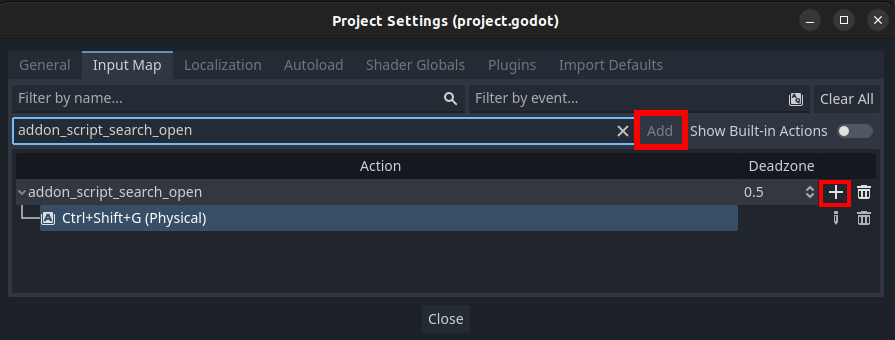 Project Settings (project.godot)
General Input Map Localization Autoload Shader Globals Plugins Import Defaults
Filter by name... Filter by event... Clear All
addon_script_search_open Add Show Built-in Actions
Action Deadzone
addon_script_search_open 0.5
Ctrl+Shift+G (Physical)
Close